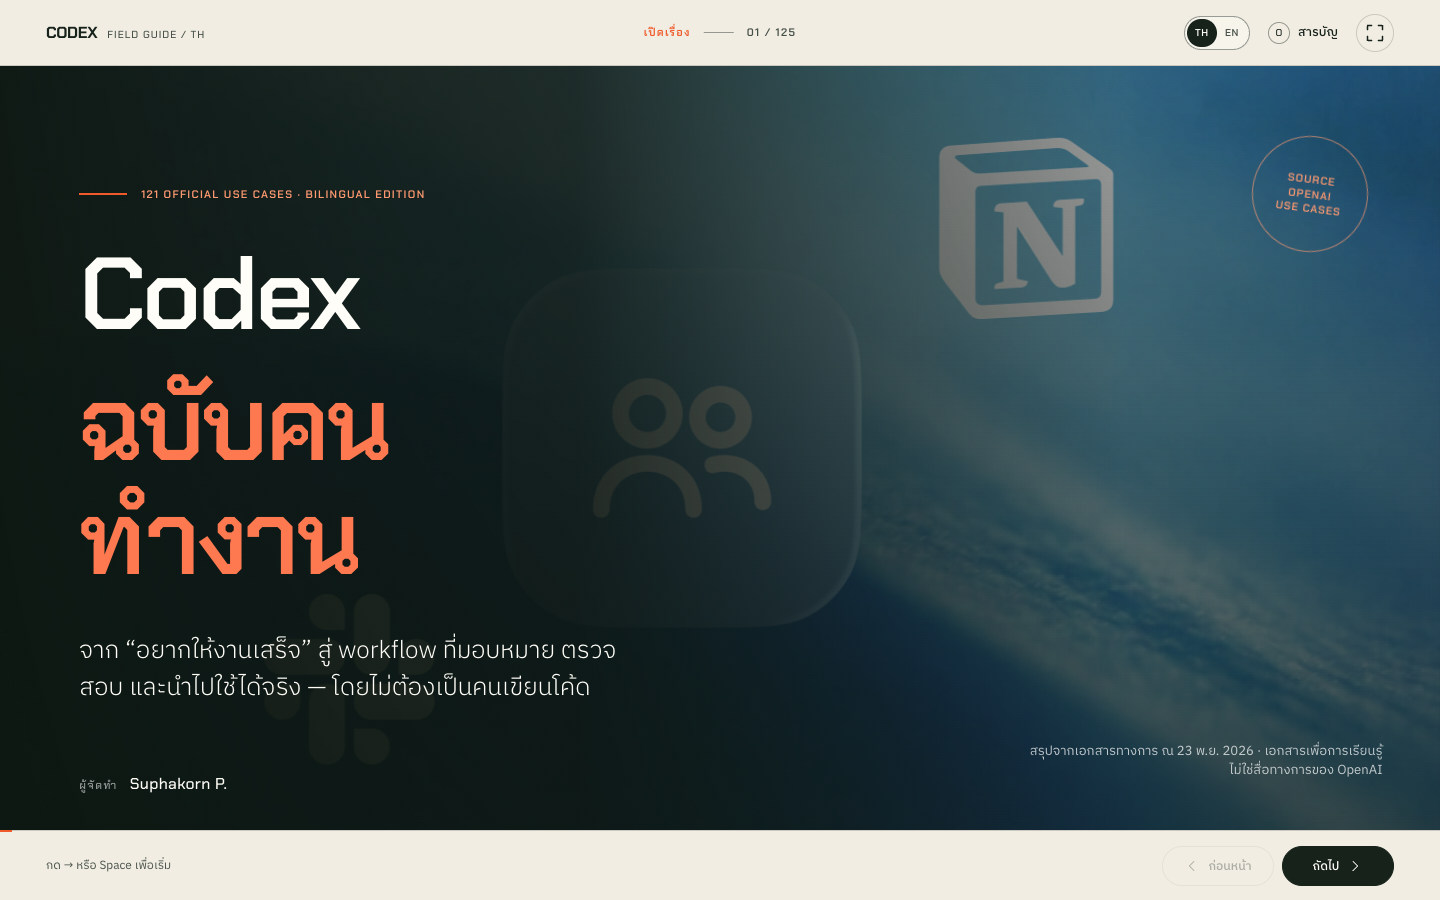 CODEX FIELD GUIDE / TH
เปิดเรื่อง 01 / 125
TH EN
0 สารบัญ
121 OFFICIAL USE CASES · BILINGUAL EDITION
SOURCE
OPENAI
USE CASES
N
Codex
ฉบับคน
ทำงาน
จาก “อยากให้งานเสร็จ” สู่ workflow ที่มอบหมาย ตรวจ
สอบ และนำไปใช้ได้จริง — โดยไม่ต้องเป็นคนเขียนโค้ด
สรุปจากเอกสารทางการ ณ 23 พ.ย. 2026 · เอกสารเพื่อการเรียนรู้
ไม่ใช่สื่อทางการของ OpenAI
ผู้จัดทำ Suphakorn P.
กด → หรือ Space เพื่อเริ่ม
ก่อนหน้า
ถัดไป